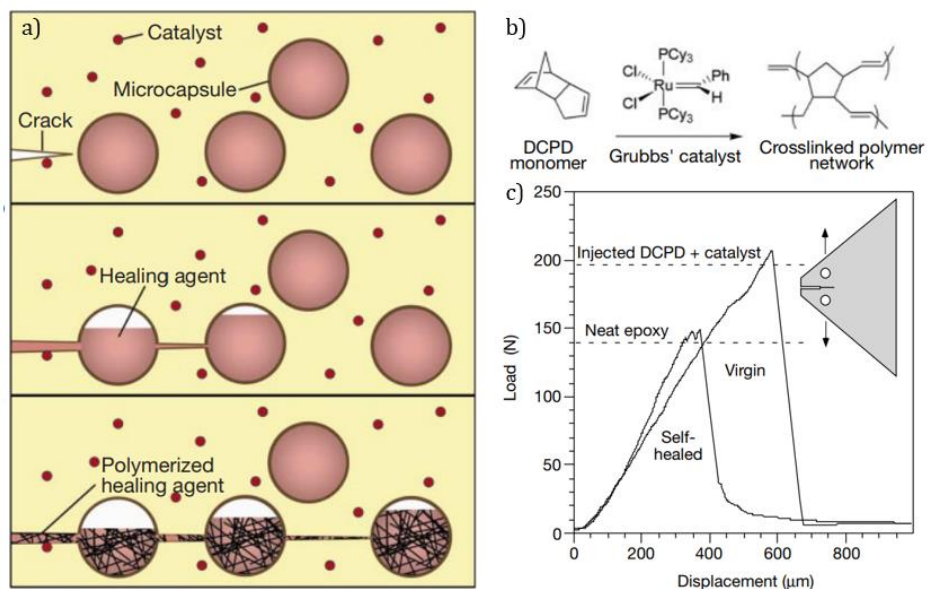 a)
Catalyst
Microcapsule
Crack
Healing agent
Polymerized
healing agent
b)
PCy3
Cl
Ph
Ru
Cl
H
PCy3
DCPD
monomer
Grubbs' catalyst
Crosslinked polymer
network
c)
250
200
150
100
50
0
Load (N)
Injected DCPD + catalyst
Neat epoxy
Virgin
Self-
healed
0
200
400
600
800
Displacement (μm)